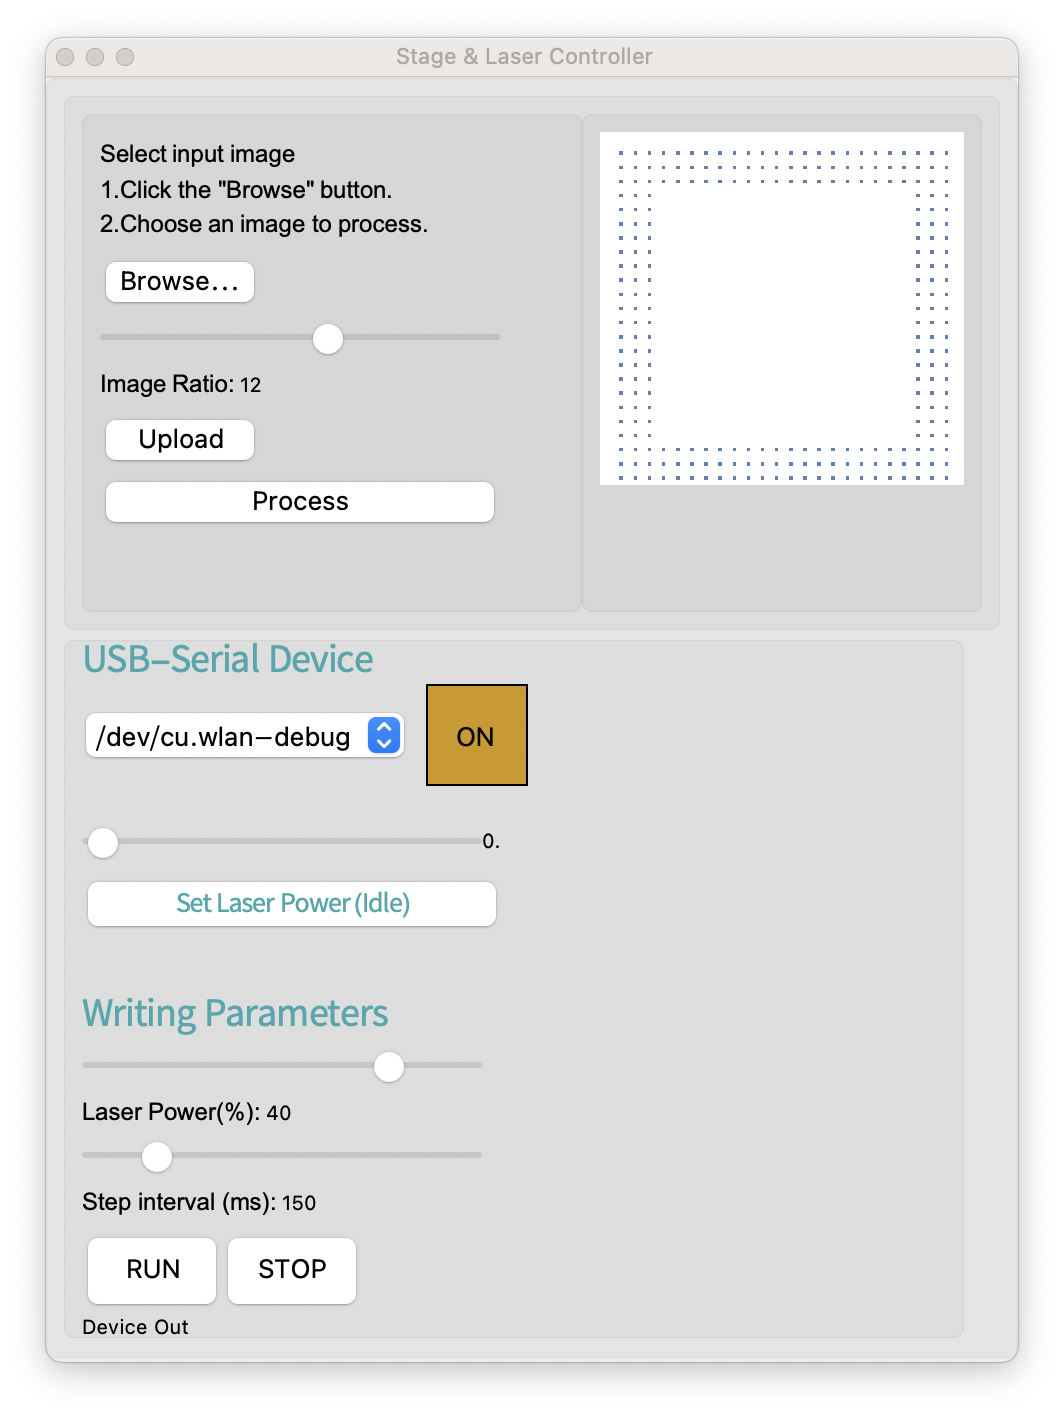 Stage & Laser Controller
Select input image
1.Click the "Browse" button.
2.Choose an image to process.
Browse...
Image Ratio: 12
Upload
Process
USB-Serial Device
/dev/cu.wlan-debug
ON
0.
Set Laser Power (Idle)
Writing Parameters
Laser Power(%): 40
Step interval (ms): 150
RUN
STOP
Device Out